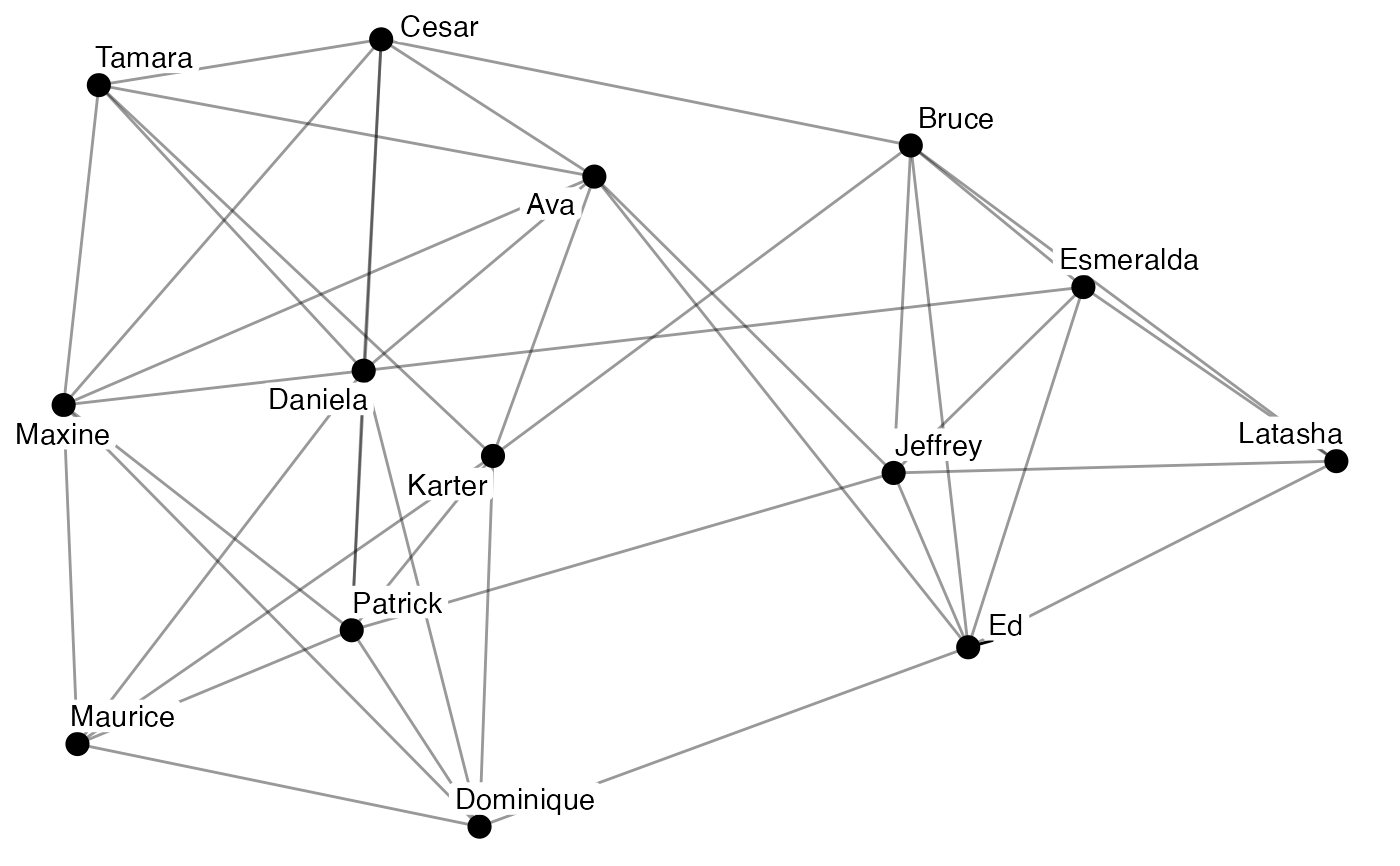 Cesar
Tamara
Bruce
Ava
Esmeralda
Daniela
Maxine
Latasha
Jeffrey
Karter
Patrick
Ed
Maurice
Dominique